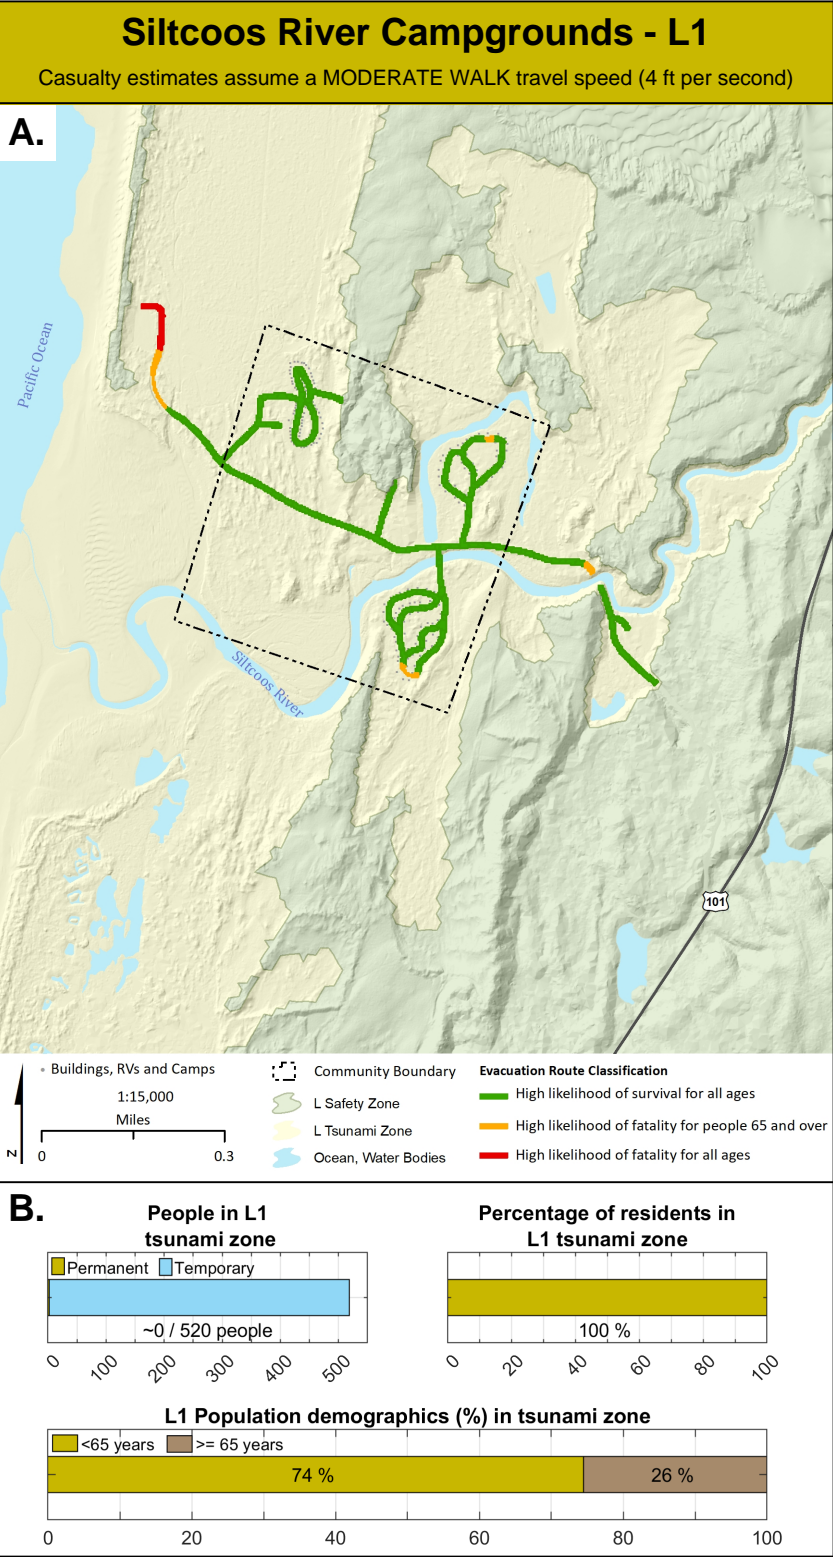 Siltcoos River Campgrounds - L1
Casualty estimates assume a MODERATE WALK travel speed (4 ft per second)
A.
Pacific Ocean
Siltcoos River
101
N
Buildings, RVs and Camps
1:15,000
Miles
0 0.3
Community Boundary
L Safety Zone
L Tsunami Zone
Ocean, Water Bodies
Evacuation Route Classification
High likelihood of survival for all ages
High likelihood of fatality for people 65 and over
High likelihood of fatality for all ages
B.
People in L1
tsunami zone
Permanent Temporary
~0 / 520 people
0 100 200 300 400 500
Percentage of residents in
L1 tsunami zone
100 %
0 20 40 60 80 100
L1 Population demographics (%) in tsunami zone
<65 years >= 65 years
74 % 26 %
0 20 40 60 80 100